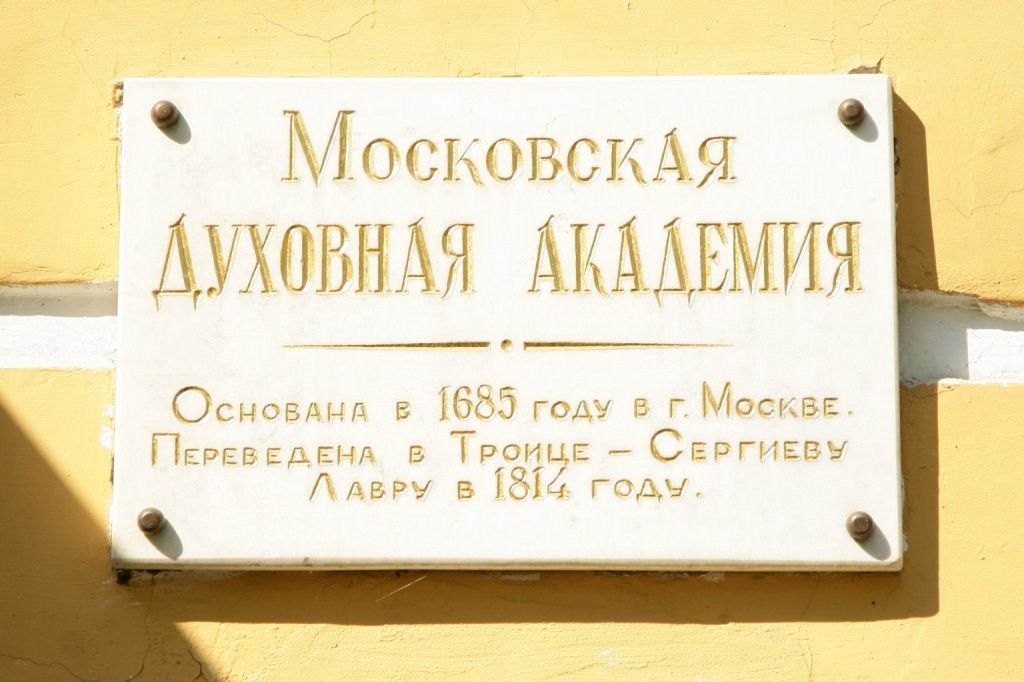 Московская
духовная академия
Основана в 1685 году в г. Москве.
Переведена в Троице – Сергиеву
Лавру в 1814 году.